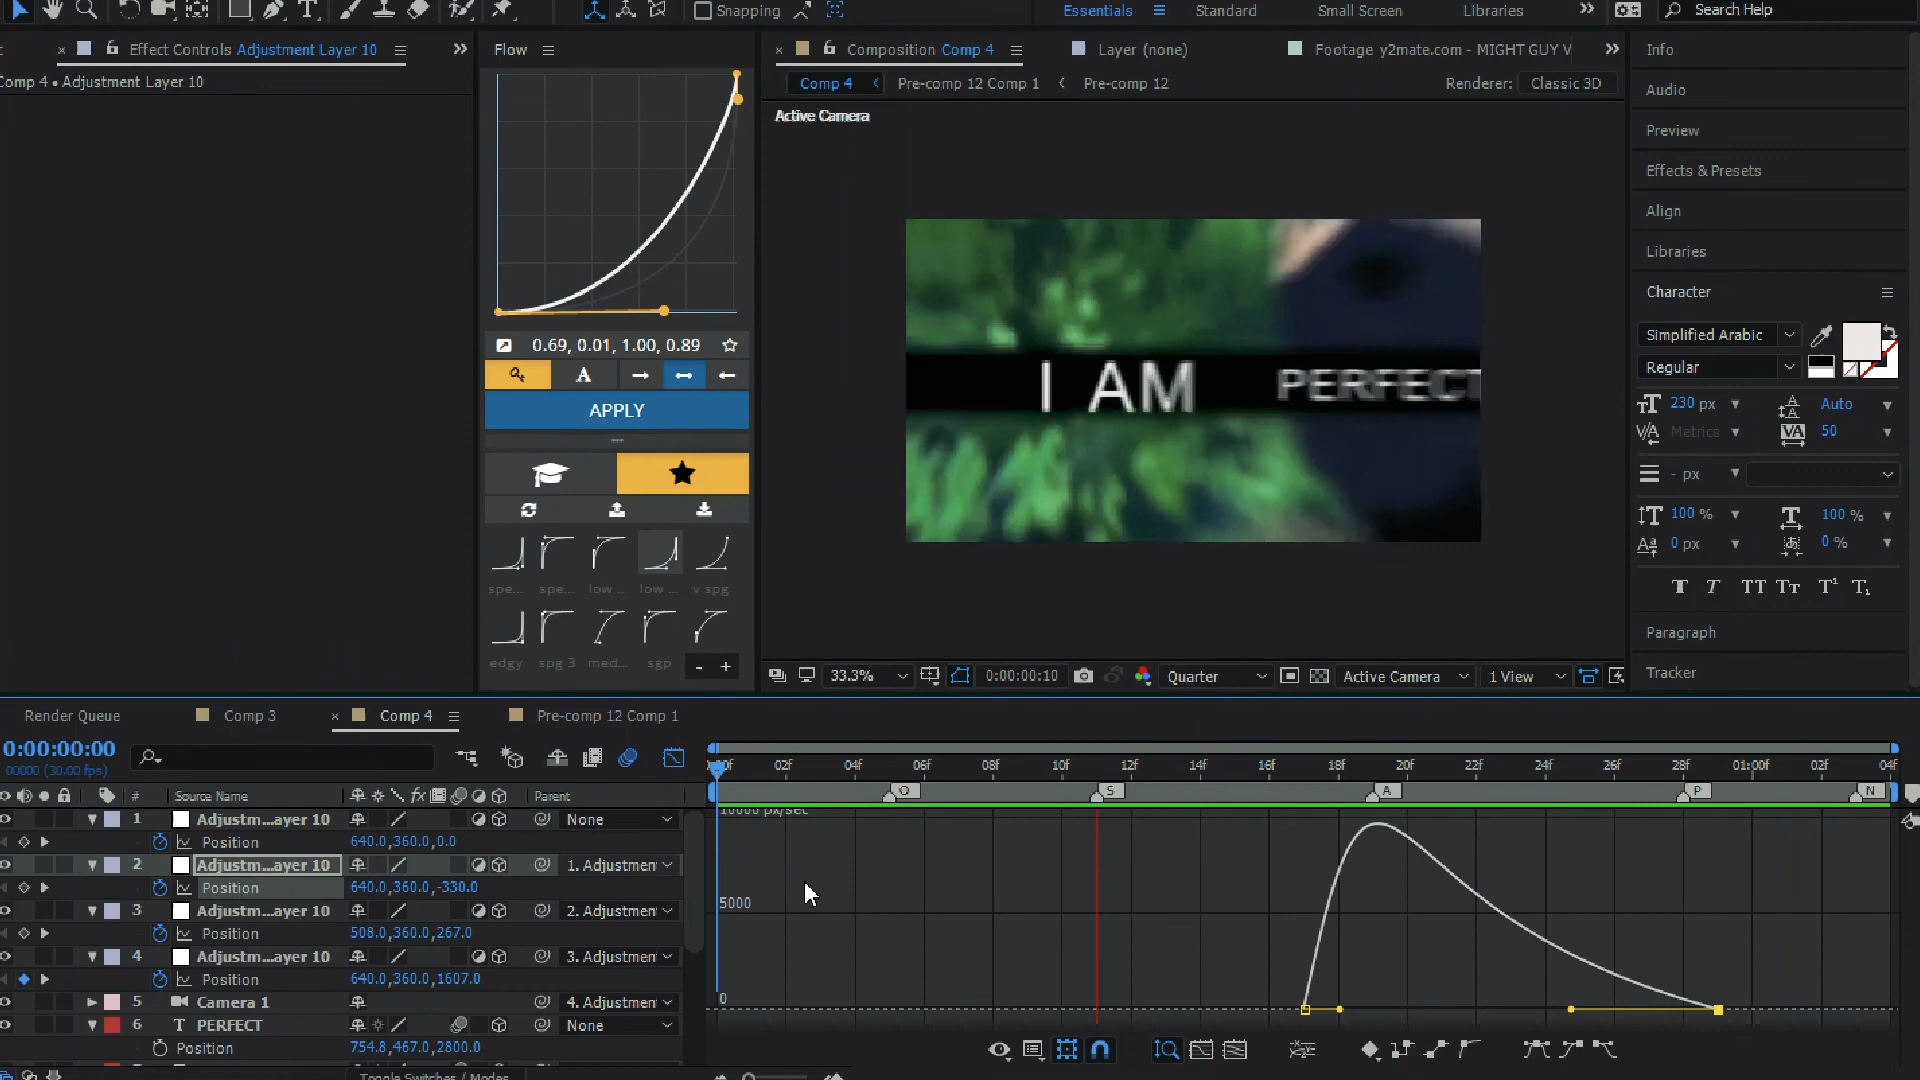 Snapping
Essentials
Standard
Small Screen
Libraries
Search Help
Effect Controls Adjustment Layer 10
Comp 4 • Adjustment Layer 10
Flow
0.69, 0.01, 1.00, 0.89
APPLY
spe...
spe...
low ...
low ...
v spg
edgy
spg 3
med...
sgp
- +
Composition Comp 4
Layer (none)
Footage y2mate.com - MIGHT GUY V
Comp 4
Pre-comp 12 Comp 1
Pre-comp 12
Renderer: Classic 3D
Active Camera
I AM
PERFECT
33.3%
0:00:00:10
Quarter
Active Camera
1 View
Info
Audio
Preview
Effects & Presets
Align
Libraries
Character
Simplified Arabic
Regular
230 px
Auto
Metrics
50
- px
100 %
100 %
0 px
0 %
Paragraph
Tracker
Render Queue
Comp 3
Comp 4
Pre-comp 12 Comp 1
0:00:00:00
00000 (30.00 fps)
# Source Name
Parent
02f 04f 06f 08f 10f 12f 14f 16f 18f 20f 22f 24f 26f 28f 01:00f 02f 04f
O S A P N
1 Adjustm...ayer 10 None
Position 640.0,360.0,0.0
2 Adjustm...ayer 10 1. Adjustment
Position 640.0,360.0,-330.0
3 Adjustm...ayer 10 2. Adjustment
Position 508.0,360.0,267.0
4 Adjustm...ayer 10 3. Adjustment
Position 640.0,360.0,1607.0
5 Camera 1 4. Adjustment
6 T PERFECT None
Position 754.8,467.0,2800.0
Toggle Switches / Modes
10000 px/sec
5000
0